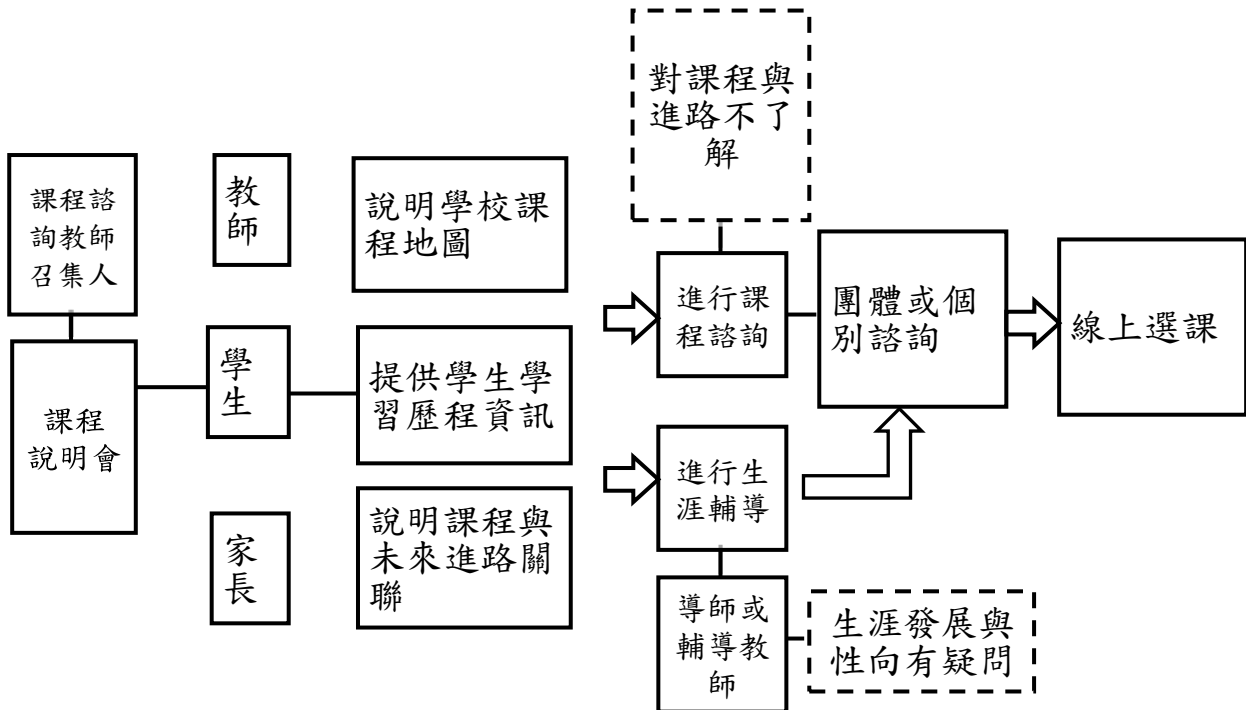 課程諮
詢教師
召集人
課程
說明會
教
師
學
生
家
長
說明學校課
程地圖
提供學生學
習歷程資訊
說明課程與
未來進路關
聯
對課程與
進路不了
解
進行課
程諮詢
團體或個
別諮詢
線上選課
進行生
涯輔導
導師或
輔導教
師
生涯發展與
性向有疑問